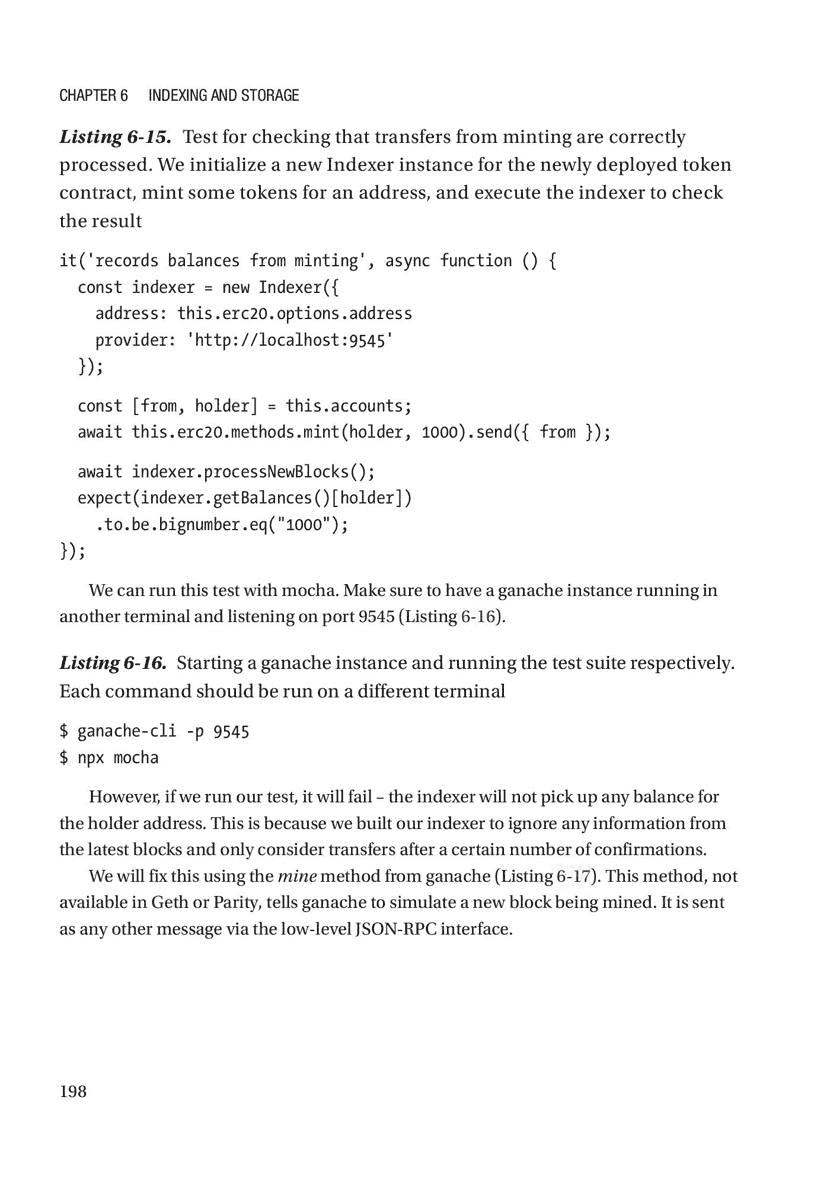 CHAPTER 6 INDEXING AND STORAGE
Listing 6-15. Test for checking that transfers from minting are correctly
processed. We initialize a new Indexer instance for the newly deployed token
contract, mint some tokens for an address, and execute the indexer to check
the result
it('records balances from minting', async function () {
  const indexer = new Indexer({
    address: this.erc20.options.address
    provider: 'http://localhost:9545'
  });
  const [from, holder] = this.accounts;
  await this.erc20.methods.mint(holder, 1000).send({ from });
  await indexer.processNewBlocks();
  expect(indexer.getBalances()[holder])
    .to.be.bignumber.eq("1000");
});
We can run this test with mocha. Make sure to have a ganache instance running in
another terminal and listening on port 9545 (Listing 6-16).
Listing 6-16. Starting a ganache instance and running the test suite respectively.
Each command should be run on a different terminal
$ ganache-cli -p 9545
$ npx mocha
However, if we run our test, it will fail – the indexer will not pick up any balance for
the holder address. This is because we built our indexer to ignore any information from
the latest blocks and only consider transfers after a certain number of confirmations.
We will fix this using the mine method from ganache (Listing 6-17). This method, not
available in Geth or Parity, tells ganache to simulate a new block being mined. It is sent
as any other message via the low-level JSON-RPC interface.
198